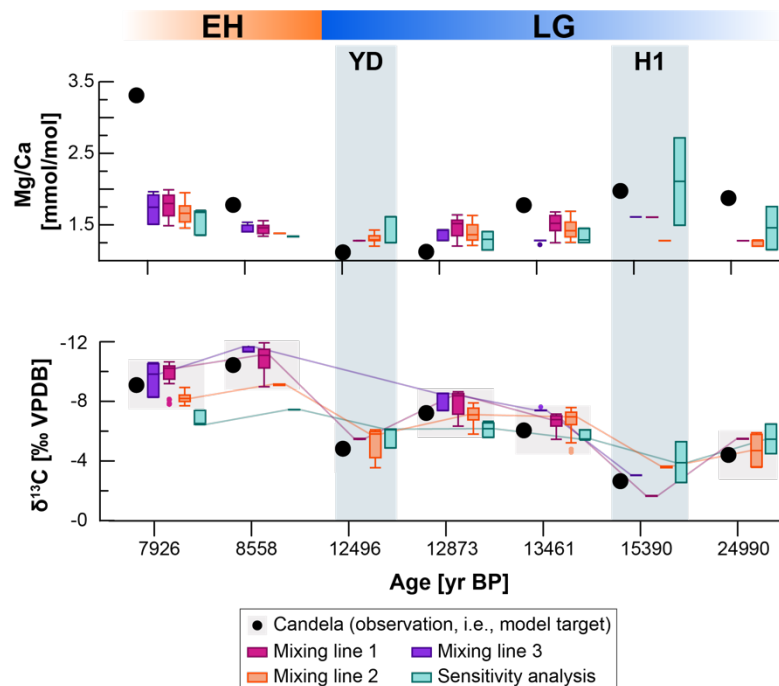 EH LG
YD H1
3.5
2.5
1.5
Mg/Ca
[mmol/mol]
-12
-8
-4
-0
δ¹³C [‰ VPDB]
7926 8558 12496 12873 13461 15390 24990
Age [yr BP]
Candela (observation, i.e., model target)
Mixing line 1 Mixing line 3
Mixing line 2 Sensitivity analysis